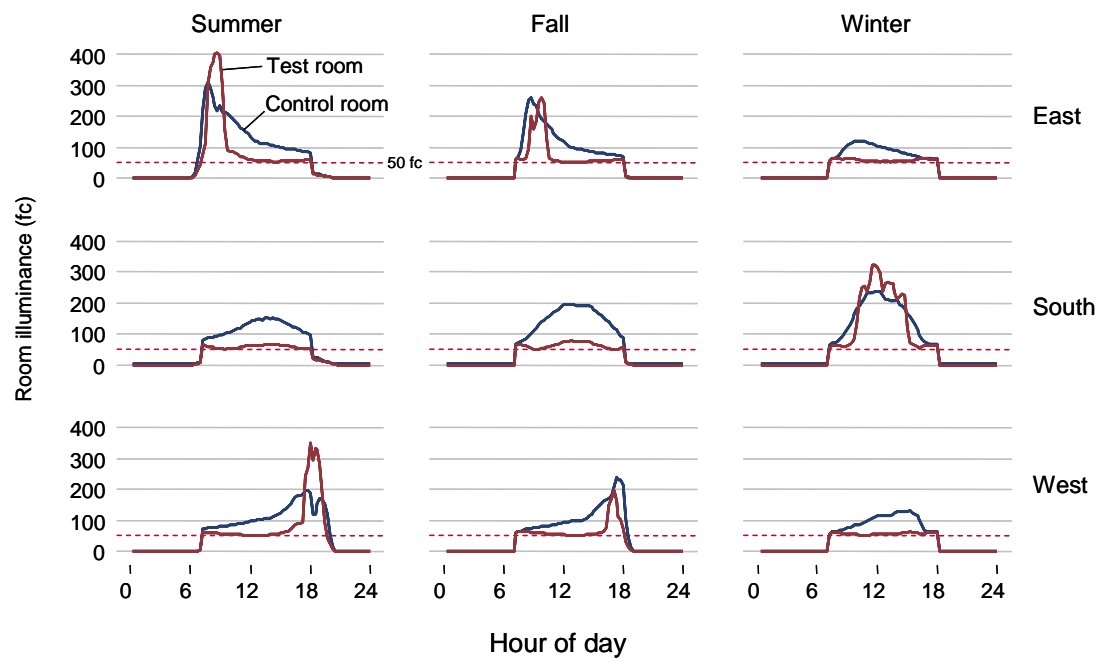 Summer Fall Winter
400
300
200
100
0
Test room
Control room
50 fc
East
400
300
200
100
0
South
400
300
200
100
0
West
0 6 12 18 24 0 6 12 18 24 0 6 12 18 24
Room illuminance (fc)
Hour of day